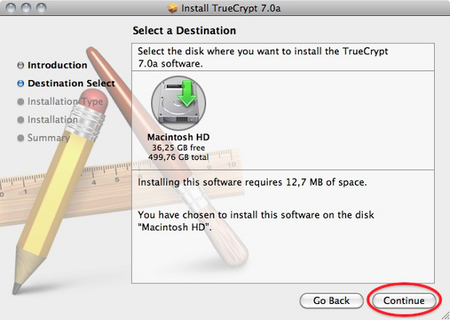 Install TrueCrypt 7.0a
Select a Destination
Introduction
Destination Select
Installation Type
Installation
Summary
Select the disk where you want to install the TrueCrypt
7.0a software.
Macintosh HD
36,25 GB free
499,76 GB total
Installing this software requires 12,7 MB of space.
You have chosen to install this software on the disk
"Macintosh HD".
Go Back
Continue